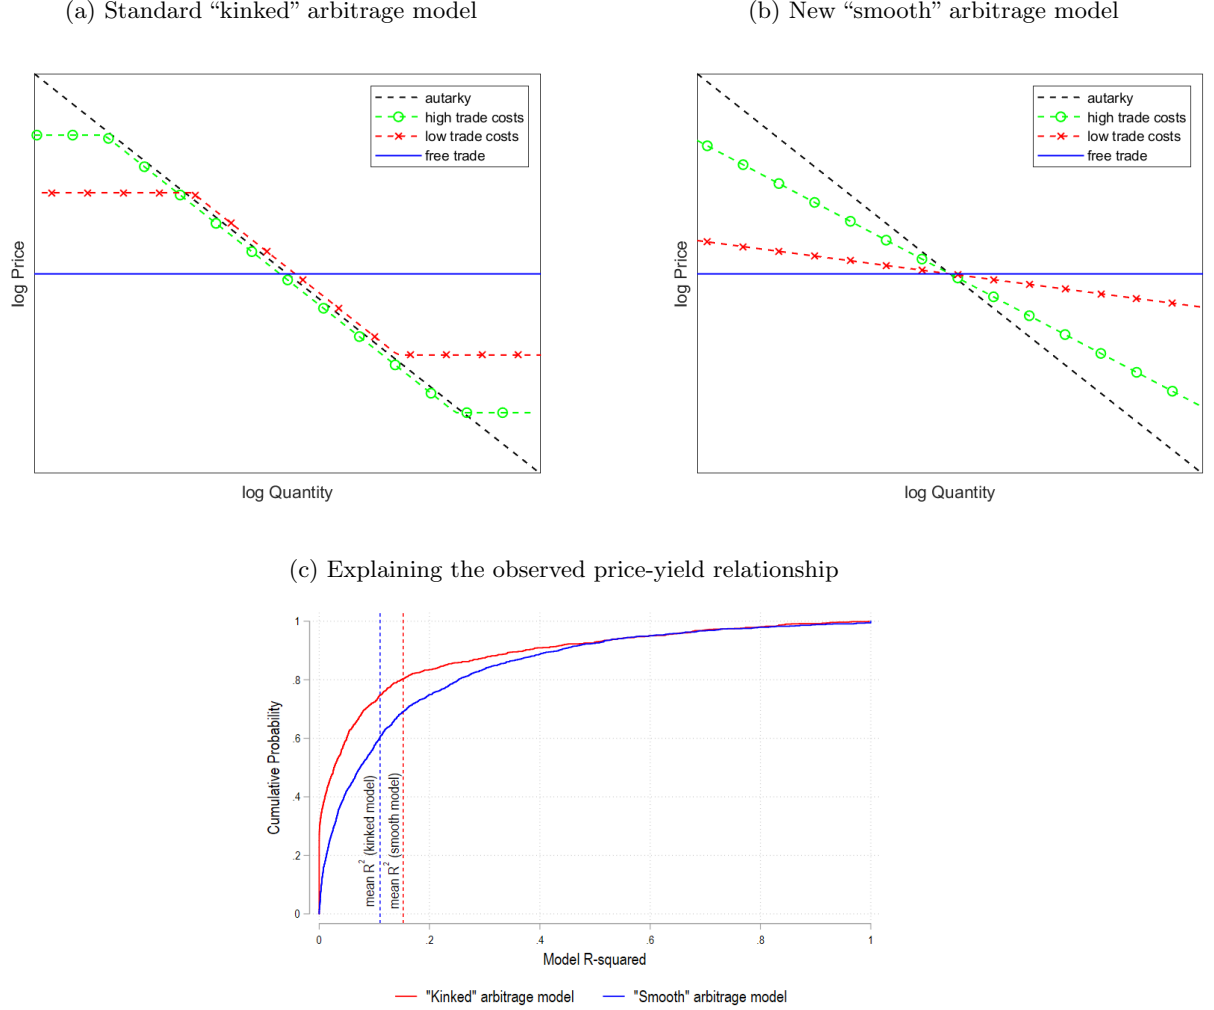 (a) Standard “kinked” arbitrage model
(b) New “smooth” arbitrage model
autarky
high trade costs
low trade costs
free trade
log Price
log Quantity
autarky
high trade costs
low trade costs
free trade
log Price
log Quantity
(c) Explaining the observed price-yield relationship
1
.8
.6
.4
.2
0
Cumulative Probability
mean R² (kinked model)
mean R² (smooth model)
0 .2 .4 .6 .8 1
Model R-squared
"Kinked" arbitrage model "Smooth" arbitrage model